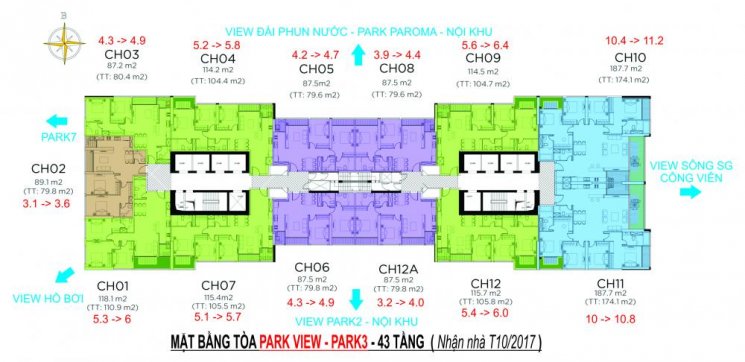 VIEW ĐÀI PHUN NƯỚC - PARK PAROMA - NỘI KHU
B
4.3 -> 4.9
CH03
87.2 m2
(TT: 80.4 m2)
5.2 -> 5.8
CH04
114.2 m2
(TT: 104.4 m2)
4.2 -> 4.7
CH05
87.5m2
(TT: 79.6 m2)
3.9 -> 4.4
CH08
87.5 m2
(TT: 79.6 m2)
5.6 -> 6.4
CH09
114.5 m2
(TT: 104.7 m2)
10.4 -> 11.2
CH10
187.7 m2
(TT: 174.1 m2)
PARK7
CH02
89.1 m2
(TT: 79.8 m2)
3.1 -> 3.6
VIEW SÔNG SG
CÔNG VIÊN
VIEW HỒ BƠI
CH01
118.1 m2
(TT: 110.9 m2)
5.3 -> 6
CH07
115.4m2
(TT: 105.5 m2)
5.1 -> 5.7
CH06
87.5 m2
(TT: 79.8 m2)
4.3 -> 4.9
CH12A
87.5 m2
(TT: 79.8 m2)
3.2 -> 4.0
CH12
115.7 m2
(TT: 105.8 m2)
5.4 -> 6.0
CH11
187.7 m2
(TT: 174.1 m2)
10 -> 10.8
VIEW PARK2 - NỘI KHU
MẶT BẰNG TÒA PARK VIEW - PARK3 - 43 TẦNG ( Nhận nhà T10/2017 )